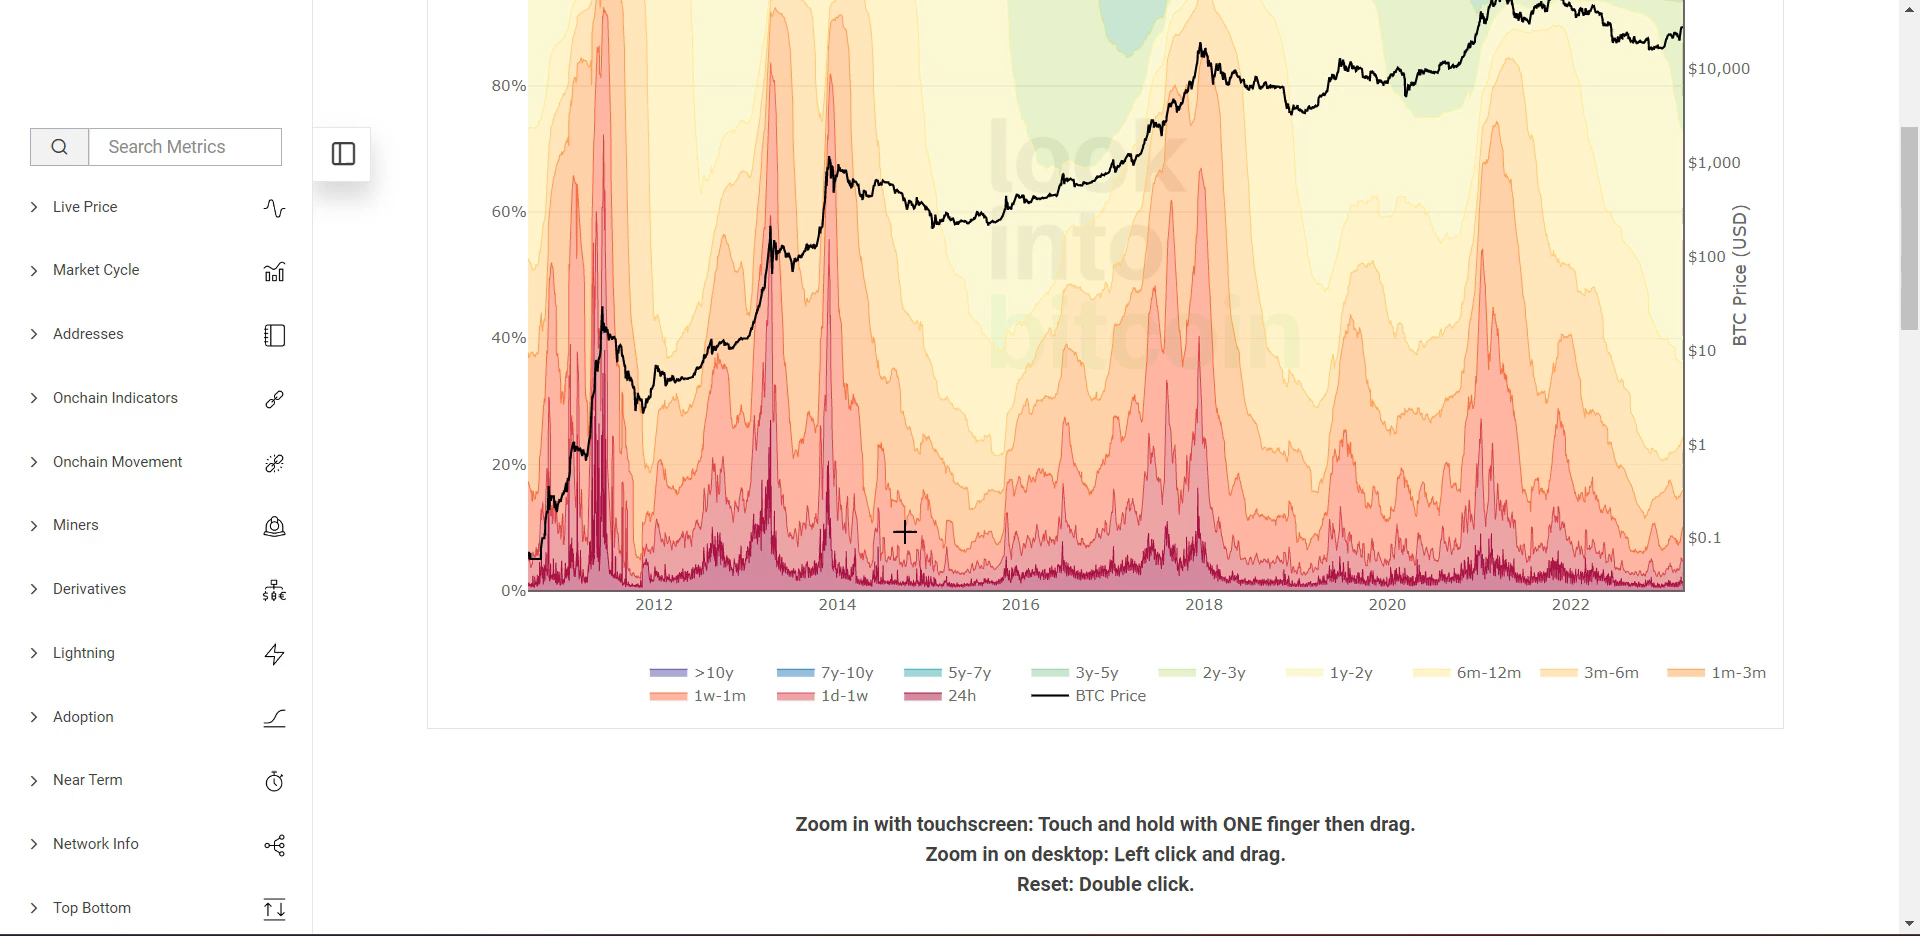 Search Metrics
Live Price
Market Cycle
Addresses
Onchain Indicators
Onchain Movement
Miners
Derivatives
Lightning
Adoption
Near Term
Network Info
Top Bottom
80%
60%
40%
20%
0%
look
into
bitcoin
$10,000
$1,000
$100
$10
$1
$0.1
BTC Price (USD)
2012 2014 2016 2018 2020 2022
>10y 7y-10y 5y-7y 3y-5y 2y-3y 1y-2y 6m-12m 3m-6m 1m-3m
1w-1m 1d-1w 24h BTC Price
Zoom in with touchscreen: Touch and hold with ONE finger then drag.
Zoom in on desktop: Left click and drag.
Reset: Double click.